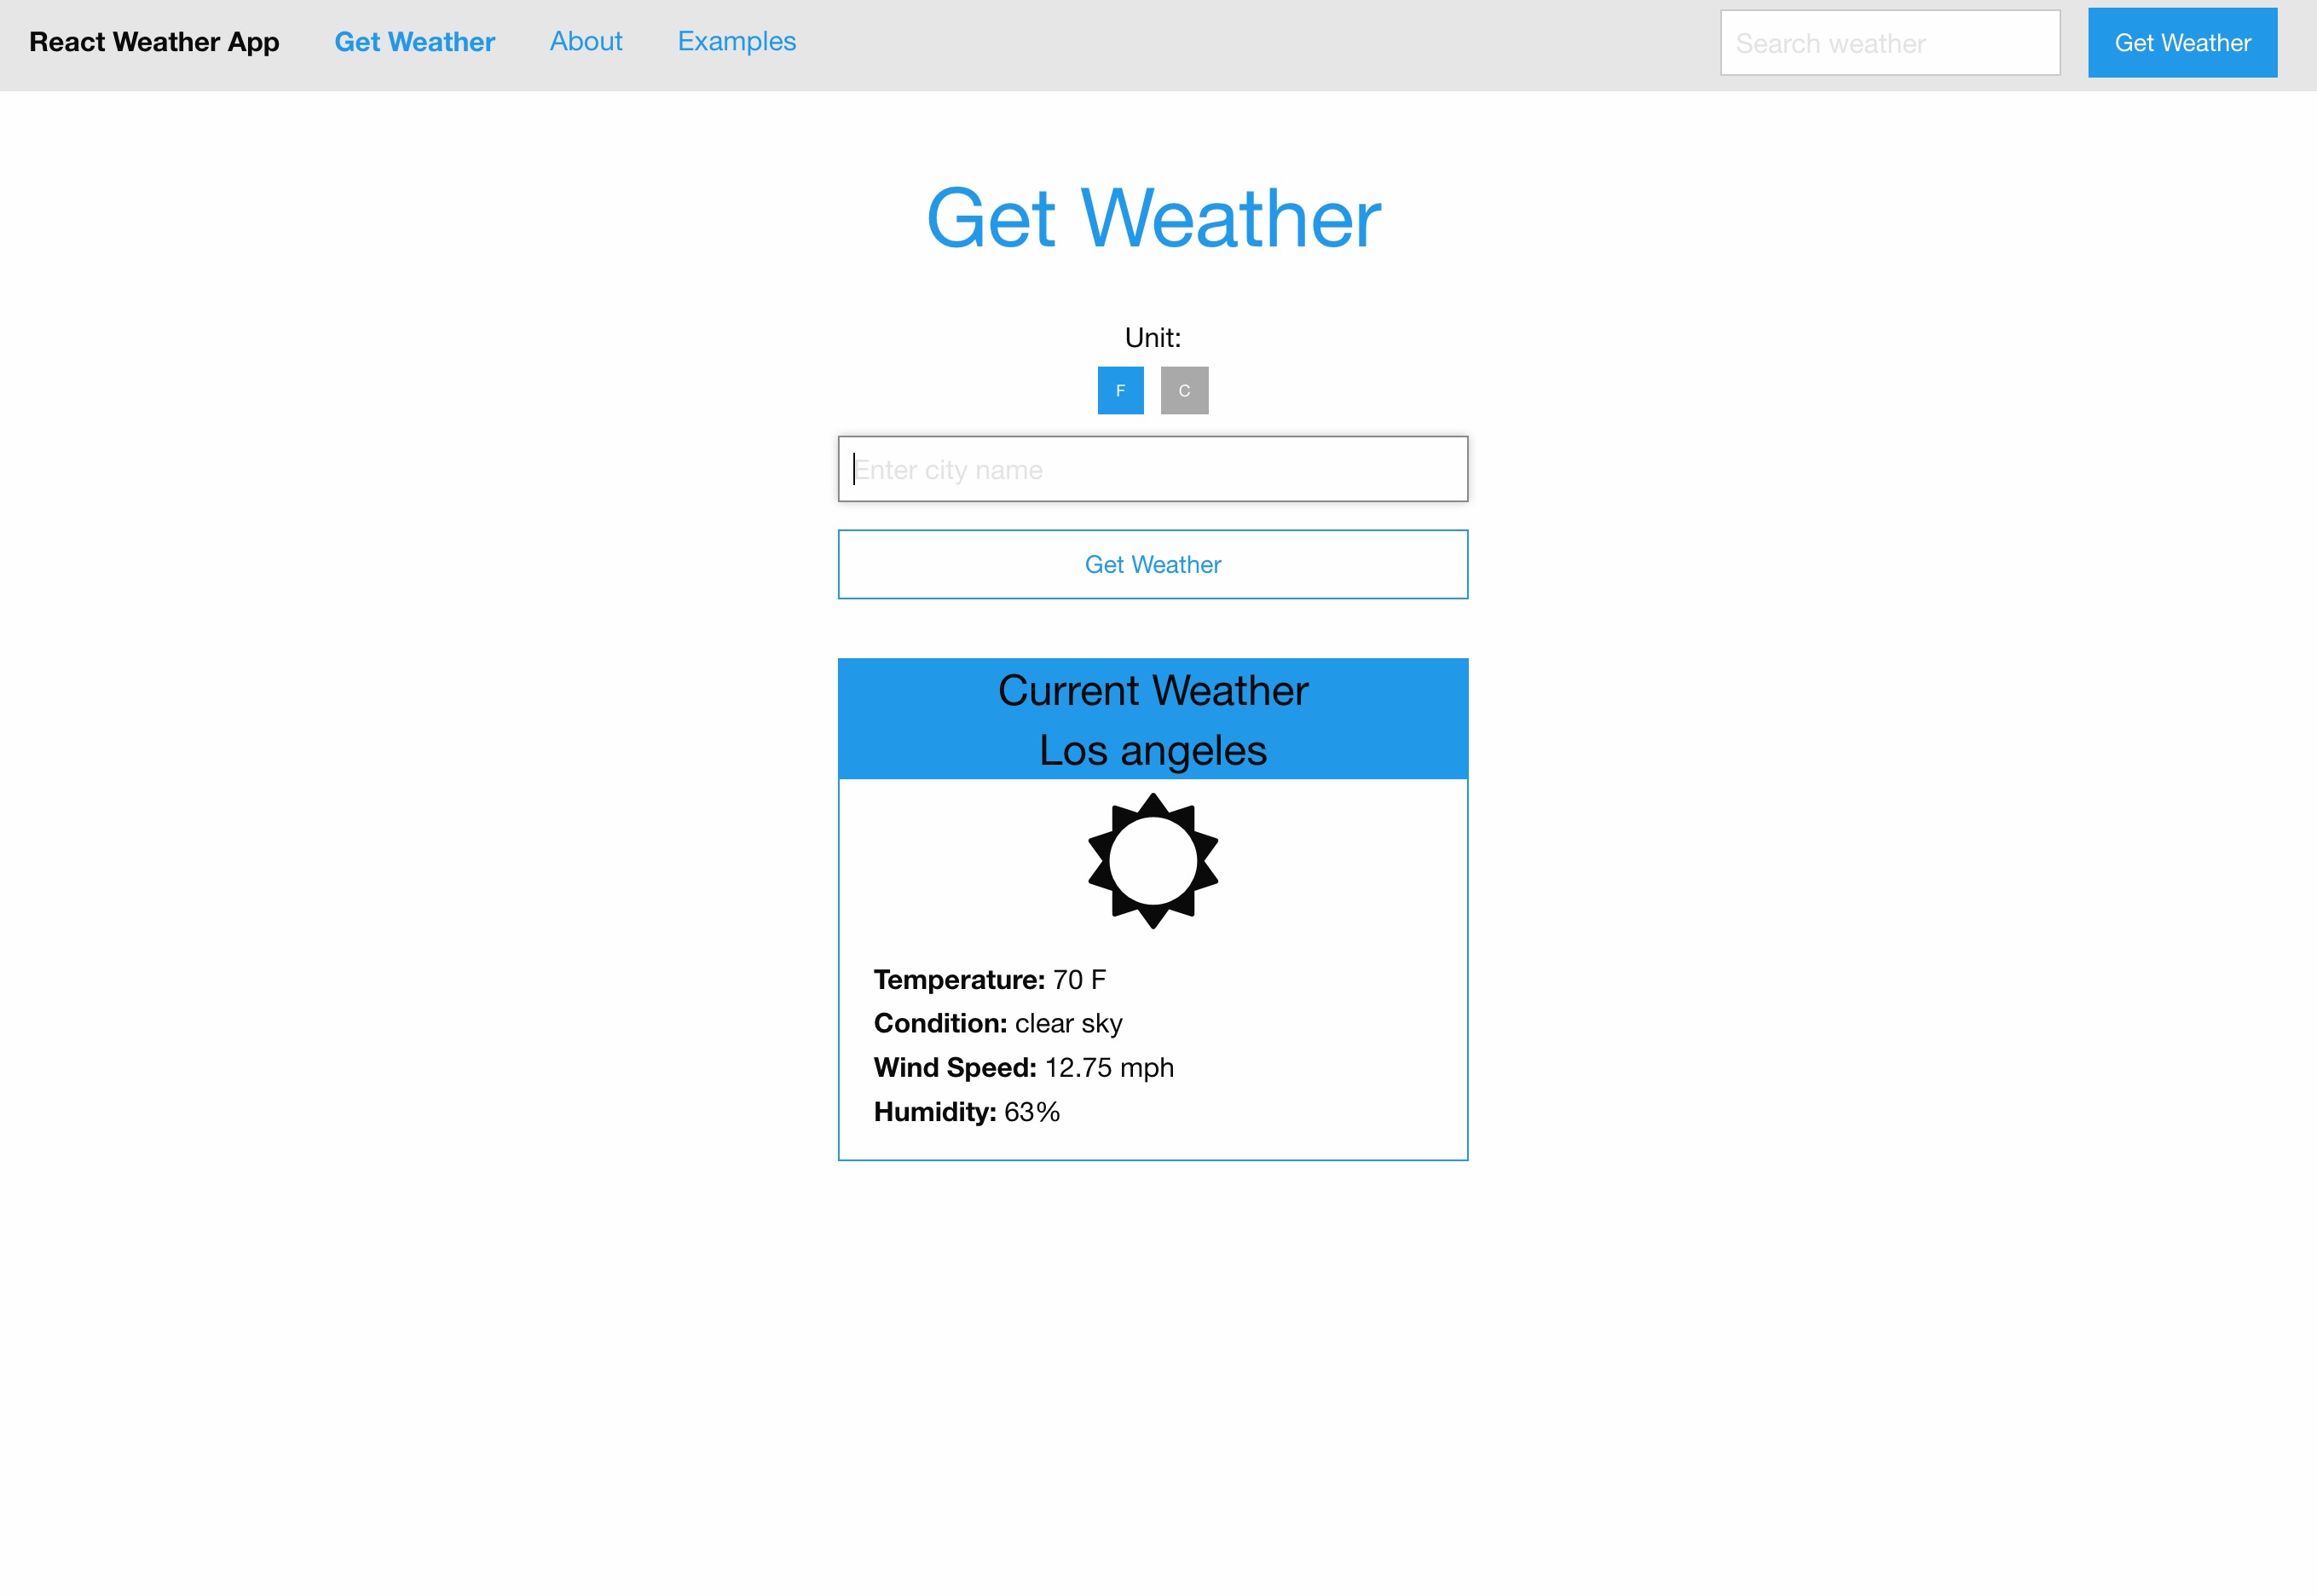 React Weather App Get Weather About Examples Search weather Get Weather
Get Weather
Unit:
F C
Enter city name
Get Weather
Current Weather
Los angeles
Temperature: 70 F
Condition: clear sky
Wind Speed: 12.75 mph
Humidity: 63%